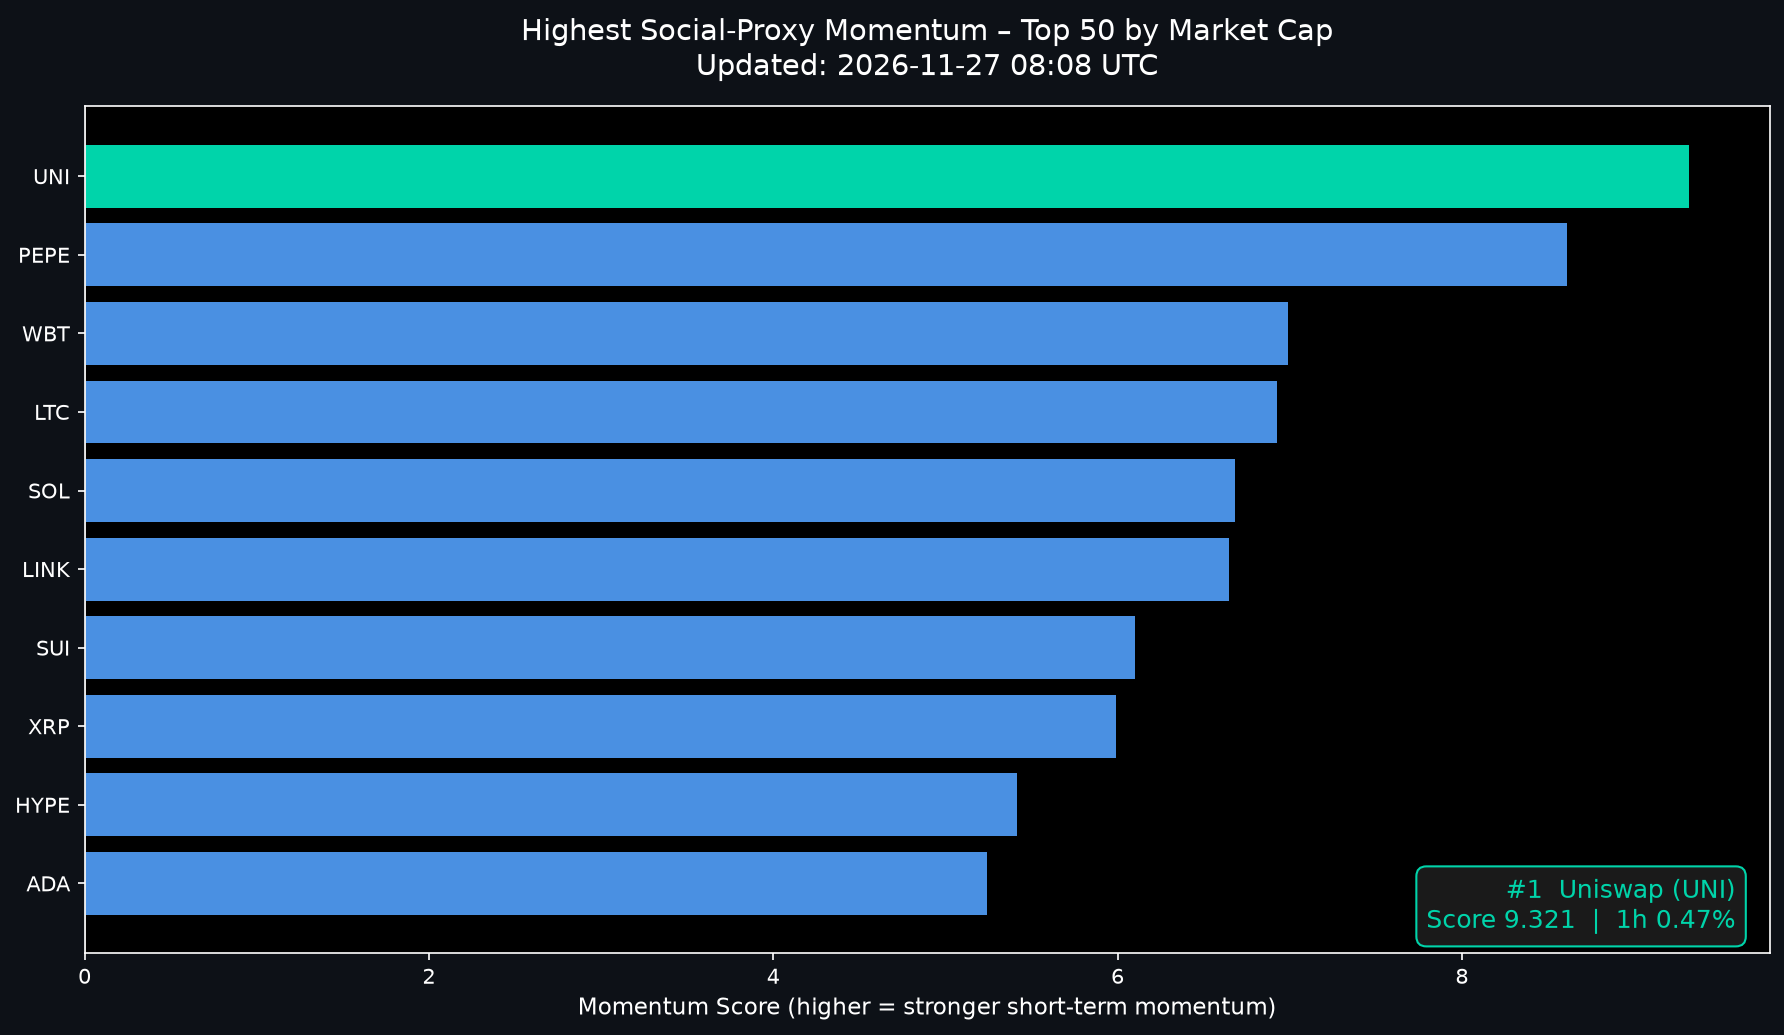 Highest Social-Proxy Momentum – Top 50 by Market Cap
Updated: 2026-11-27 08:08 UTC
UNI
PEPE
WBT
LTC
SOL
LINK
SUI
XRP
HYPE
ADA
#1  Uniswap (UNI)
Score 9.321  |  1h 0.47%
0 2 4 6 8
Momentum Score (higher = stronger short-term momentum)